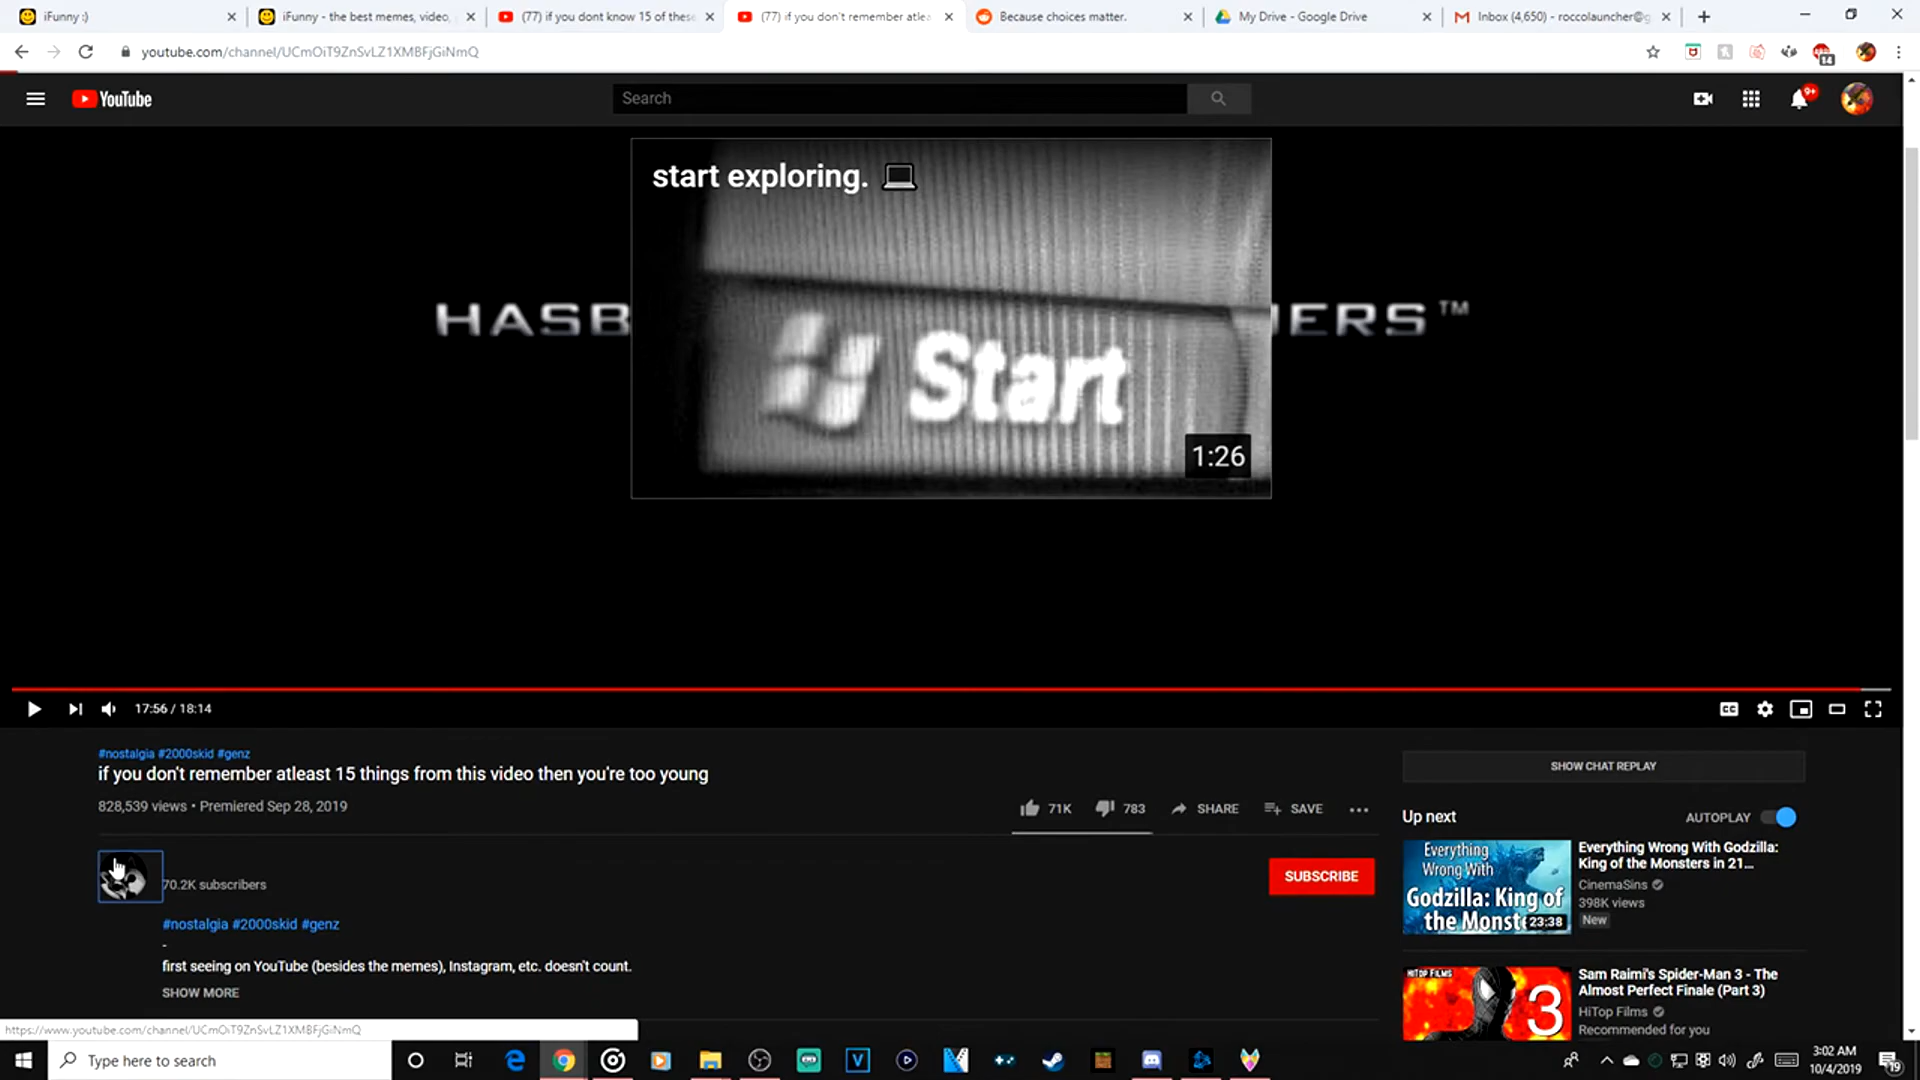 iFunny :)
iFunny - the best memes, video,
(77) if you dont know 15 of these
(77) if you don't remember atlea
Because choices matter.
My Drive - Google Drive
Inbox (4,650) - roccolauncher@g
youtube.com/channel/UCmOiT9ZnSvLZ1XMBFjGiNmQ
14
YouTube
Search
9+
start exploring. 💻
HASB
ERS™
Start
1:26
17:56 / 18:14
CC
#nostalgia #2000skid #genz
if you don't remember atleast 15 things from this video then you're too young
828,539 views • Premiered Sep 28, 2019
71K
783
SHARE
SAVE
70.2K subscribers
SUBSCRIBE
#nostalgia #2000skid #genz
-
first seeing on YouTube (besides the memes), Instagram, etc. doesn't count.
SHOW MORE
SHOW CHAT REPLAY
Up next
AUTOPLAY
Everything
Wrong With
Godzilla: King of
the Monst
23:38
Everything Wrong With Godzilla:
King of the Monsters in 21...
CinemaSins
398K views
New
HITOP FILMS
3
Sam Raimi's Spider-Man 3 - The
Almost Perfect Finale (Part 3)
HiTop Films
Recommended for you
https://www.youtube.com/channel/UCmOiT9ZnSvLZ1XMBFjGiNmQ
Type here to search
3:02 AM
10/4/2019
19